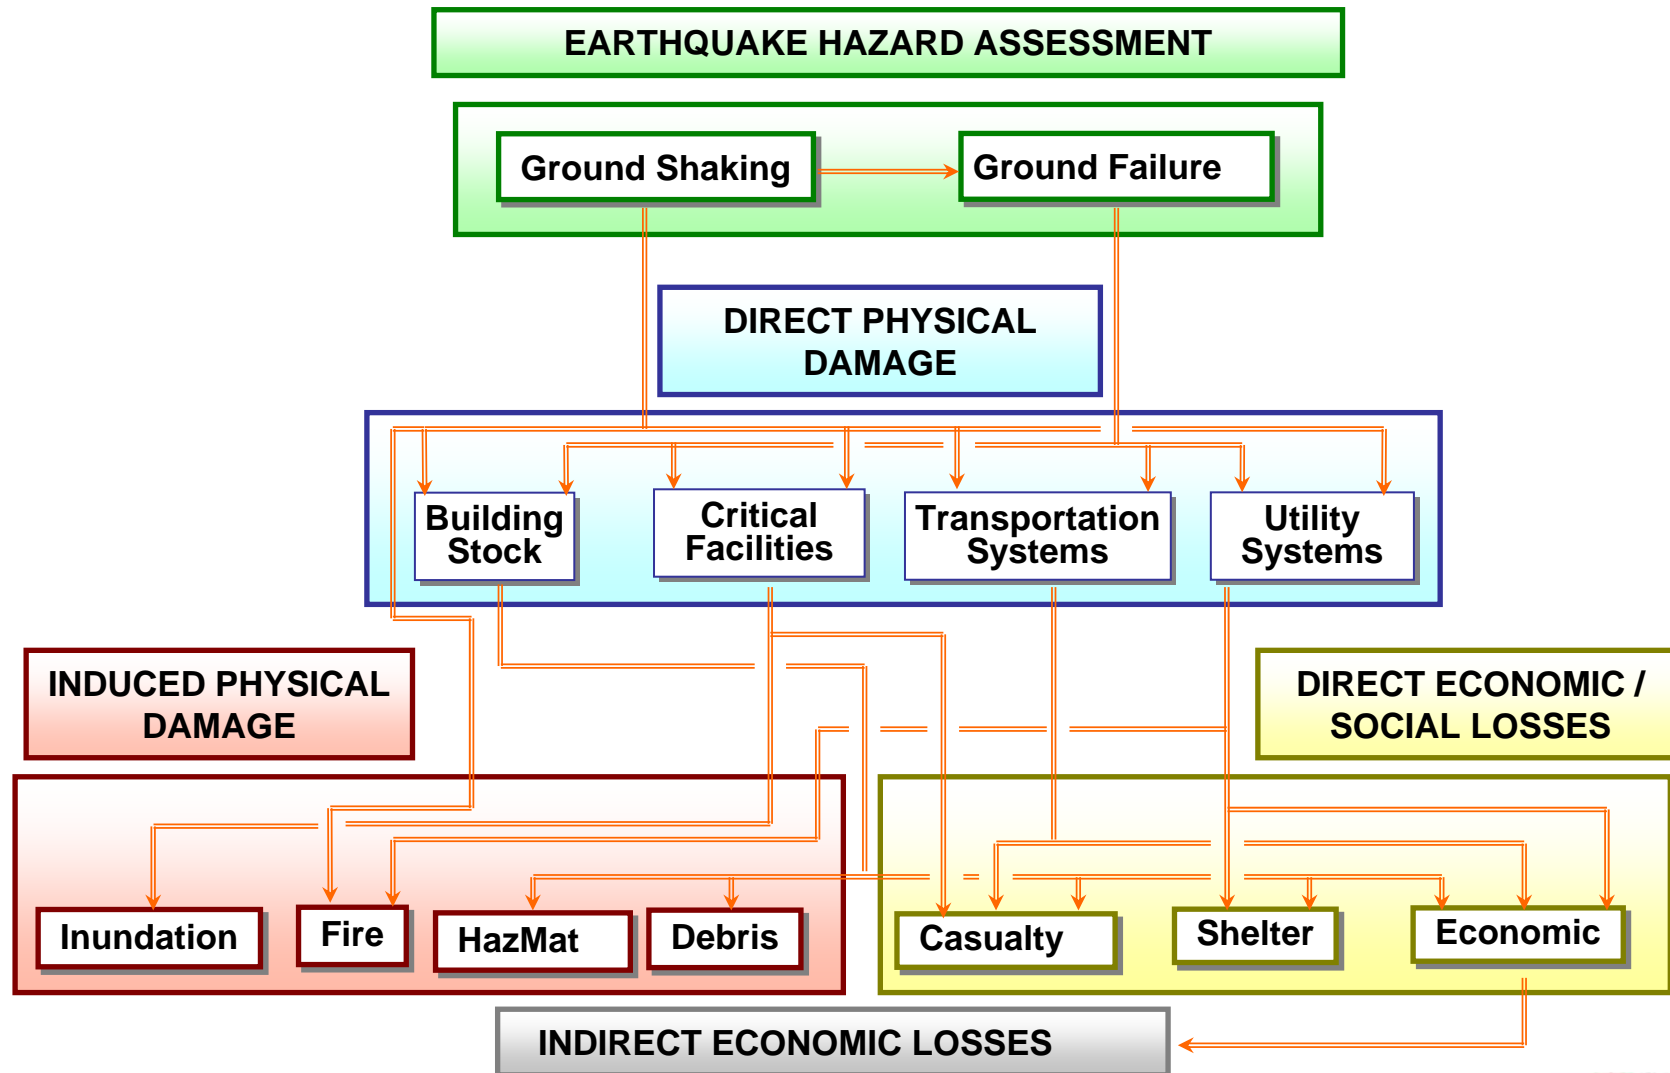 EARTHQUAKE HAZARD ASSESSMENT
Ground Shaking
Ground Failure
DIRECT PHYSICAL
DAMAGE
Building
Stock
Critical
Facilities
Transportation
Systems
Utility
Systems
INDUCED PHYSICAL
DAMAGE
DIRECT ECONOMIC /
SOCIAL LOSSES
Inundation
Fire
HazMat
Debris
Casualty
Shelter
Economic
INDIRECT ECONOMIC LOSSES